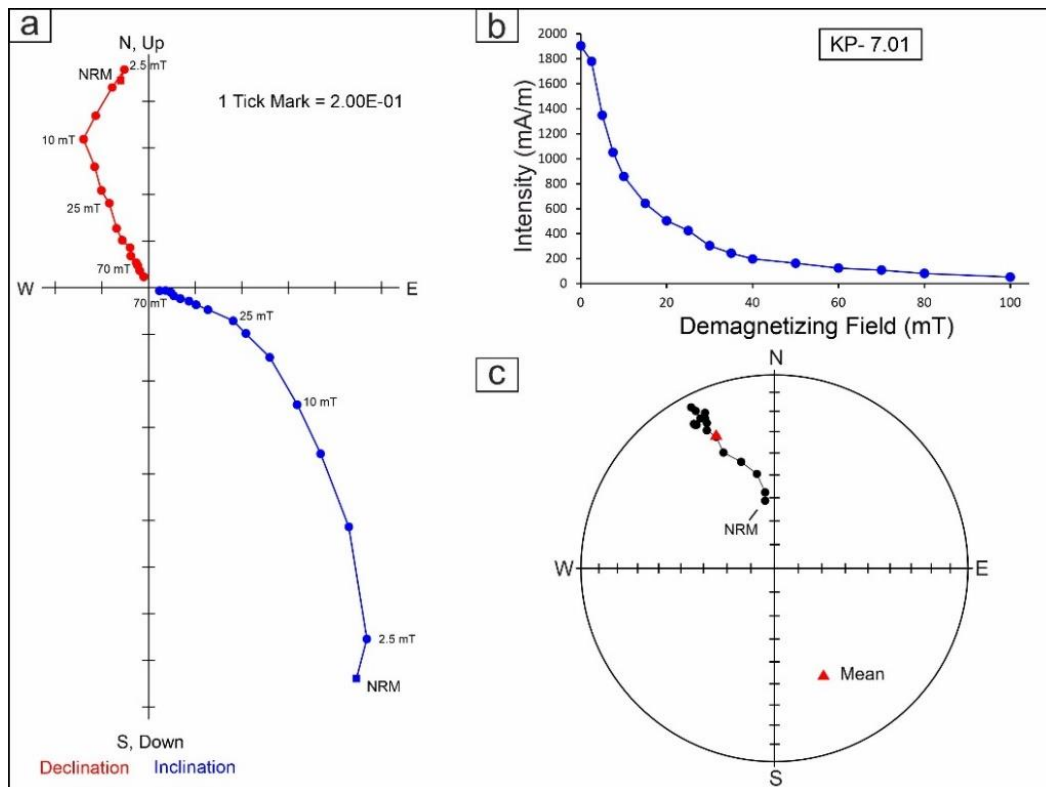 a
N, Up
2.5 mT
NRM
1 Tick Mark = 2.00E-01
10 mT
25 mT
70 mT
W
E
70 mT
25 mT
10 mT
2.5 mT
NRM
S, Down
Declination
Inclination
b
KP- 7.01
Intensity (mA/m)
2000
1800
1600
1400
1200
1000
800
600
400
200
0
0
20
40
60
80
100
Demagnetizing Field (mT)
c
N
NRM
W
E
Mean
S